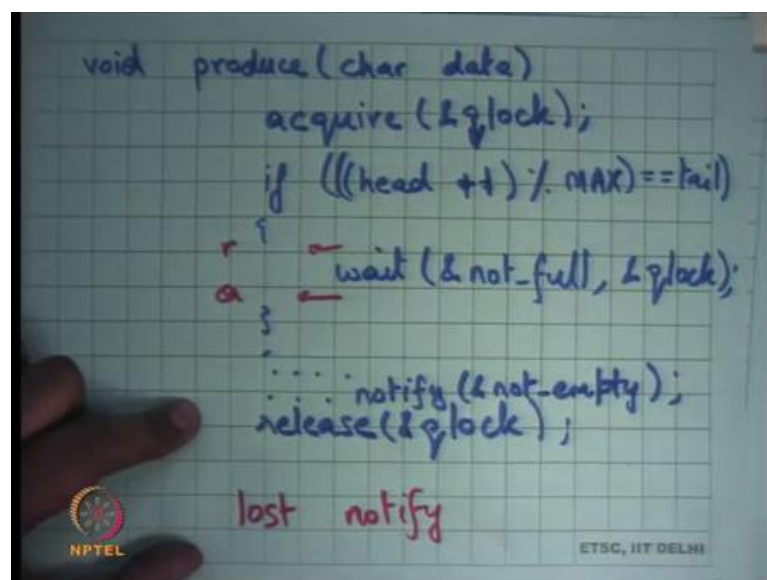 void produce (char data)
acquire (&qlock);
if (((head ++) % MAX) == tail)
{
r
wait (&not_full, &qlock);
a
}
. . . . notify (&not_empty);
release (&qlock);
lost notify
NPTEL
ETSC, IIT DELHI